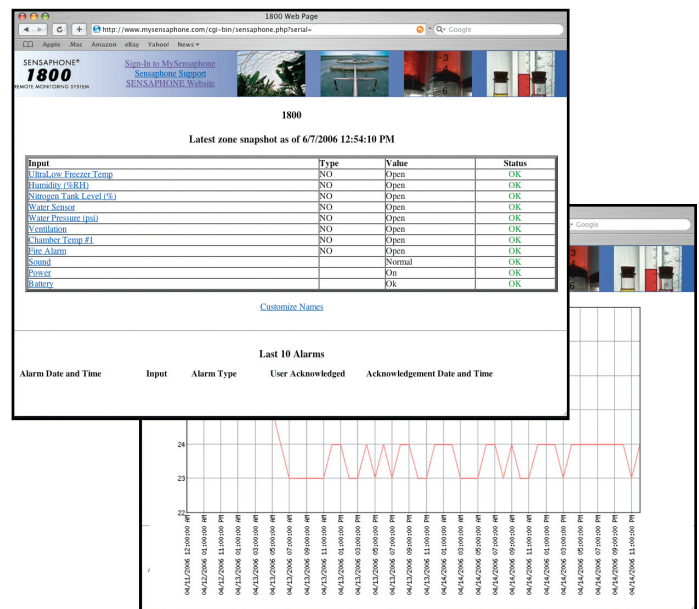 1800 Web Page
http://www.mysensaphone.com/cgi-bin/sensaphone.php?serial=
Q- Google
Apple .Mac Amazon eBay Yahoo! News ▾
SENSAPHONE®
1800
REMOTE MONITORING SYSTEM
Sign-In to MySensaphone
Sensaphone Support
SENSAPHONE Website
3
6
1800
Latest zone snapshot as of 6/7/2006 12:54:10 PM
Input Type Value Status
UltraLow Freezer Temp NO Open OK
Humidity (%RH) NO Open OK
Nitrogen Tank Level (%) NO Open OK
Water Sensor NO Open OK
Water Pressure (psi) NO Open OK
Ventilation NO Open OK
Chamber Temp #1 NO Open OK
Fire Alarm NO Open OK
Sound Normal OK
Power On OK
Battery Ok OK
Customize Names
Last 10 Alarms
Alarm Date and Time Input Alarm Type User Acknowledged Acknowledgement Date and Time
Google
6
24
23
22
04/11/2006 12:00:00 AM
04/12/2006 01:00:00 AM
04/13/2006 01:00:00 AM
04/13/2006 03:00:00 AM
04/13/2006 05:00:00 AM
04/13/2006 07:00:00 AM
04/13/2006 09:00:00 AM
04/13/2006 11:00:00 AM
04/13/2006 01:00:00 PM
04/13/2006 03:00:00 PM
04/13/2006 05:00:00 PM
04/13/2006 07:00:00 PM
04/13/2006 09:00:00 PM
04/13/2006 11:00:00 PM
04/14/2006 01:00:00 AM
04/14/2006 03:00:00 AM
04/14/2006 05:00:00 AM
04/14/2006 07:00:00 AM
04/14/2006 09:00:00 AM
04/14/2006 11:00:00 AM
04/14/2006 01:00:00 PM
04/14/2006 03:00:00 PM
04/14/2006 05:00:00 PM
04/14/2006 07:00:00 PM
04/14/2006 09:00:00 PM
04/14/2006 11:00:00 PM